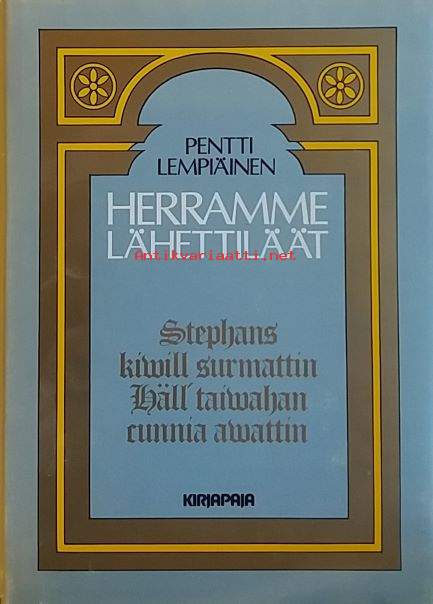 PENTTI
LEMPIÄINEN
HERRAMME
LÄHETTILÄÄT
Antikvariaatti.net
Stephans
kiwill surmattin
Häll' taiwahan
cunnia awattin
KIRJAPAJA